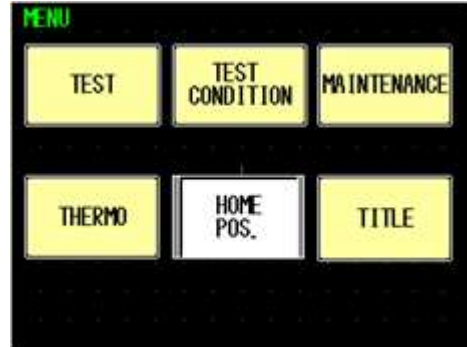 MENU
TEST
TEST
CONDITION
MAINTENANCE
THERMO
HOME
POS.
TITLE